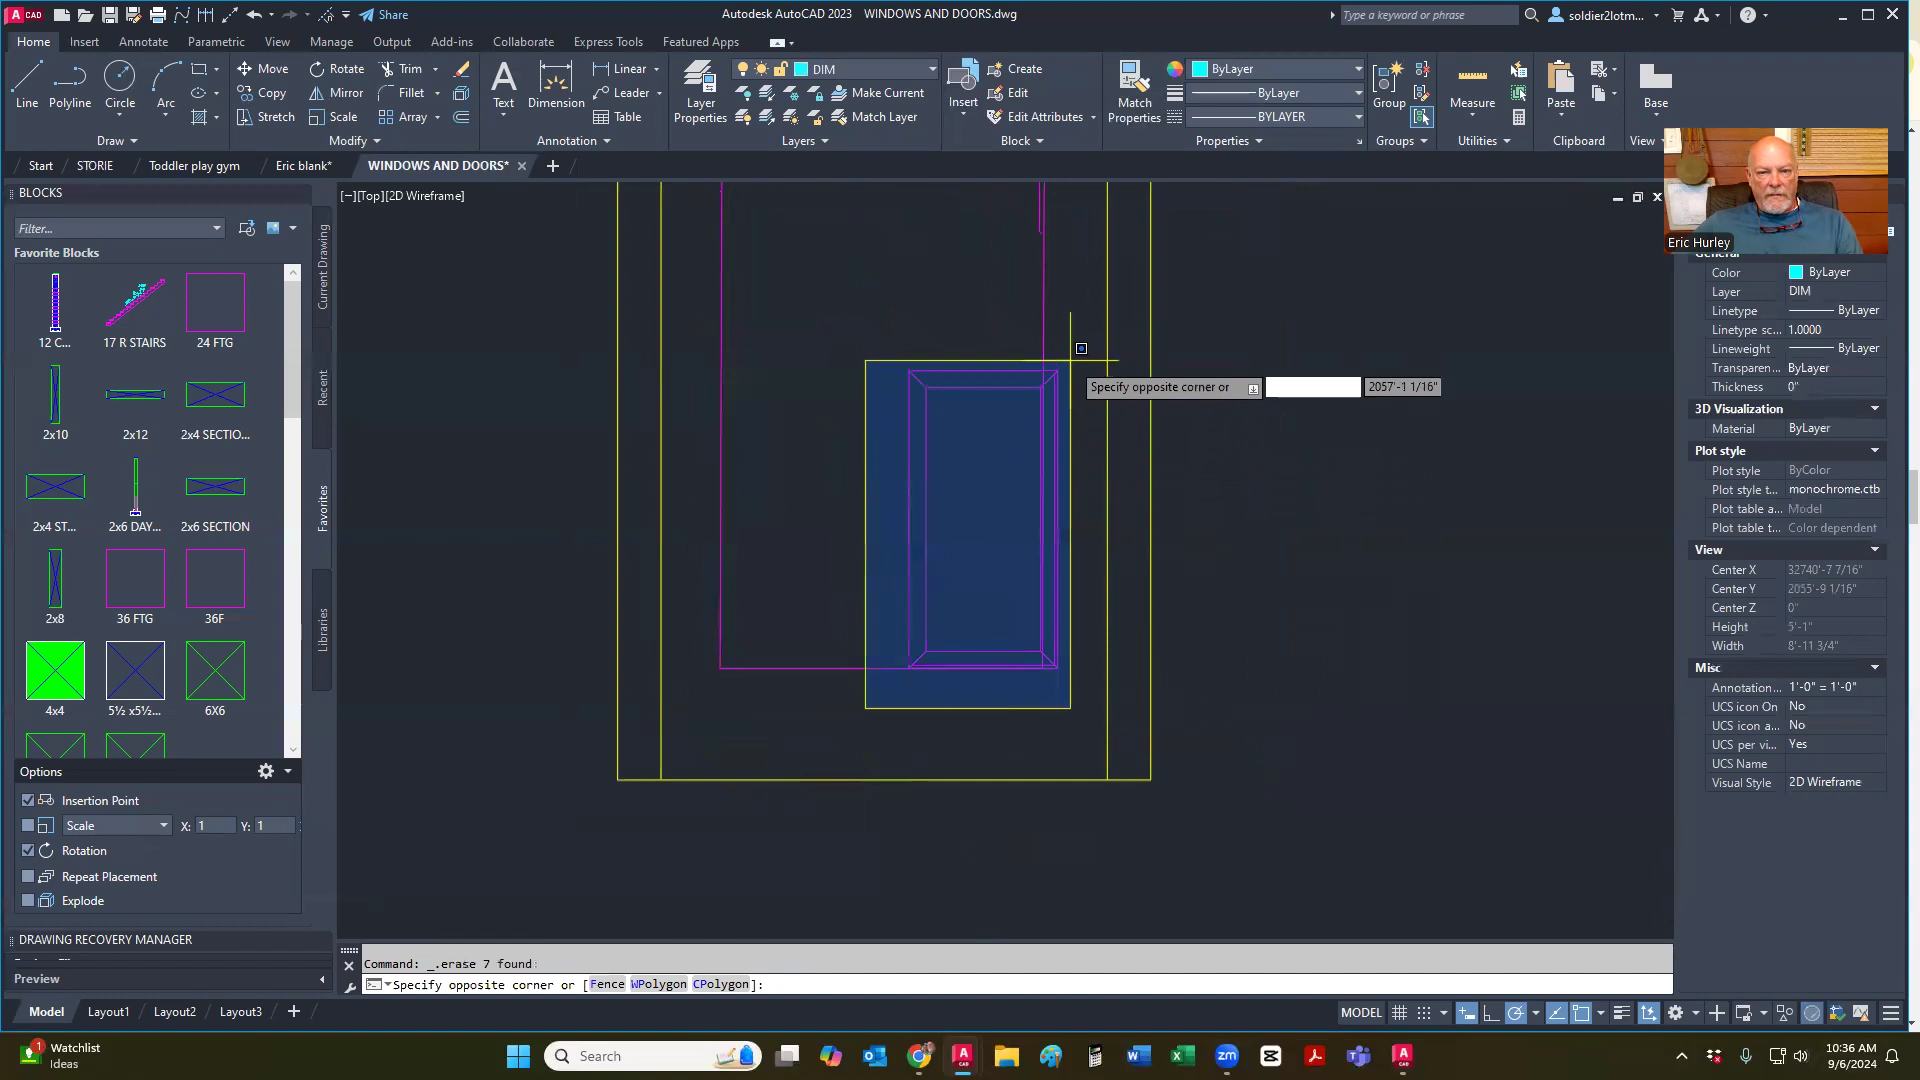 CAD
Share
Autodesk AutoCAD 2023 WINDOWS AND DOORS.dwg
Type a keyword or phrase
soldier2lotm...
Home Insert Annotate Parametric View Manage Output Add-ins Collaborate Express Tools Featured Apps
Line Polyline Circle Arc
Move Rotate Trim
Copy Mirror Fillet
Stretch Scale Array
Text Dimension
Linear
Leader
Table
Layer Properties
DIM
Make Current
Match Layer
Insert
Create
Edit
Edit Attributes
Match Properties
ByLayer
ByLayer
BYLAYER
Group
Measure
Paste
Base
Draw Modify Annotation Layers Block Properties Groups Utilities Clipboard View
Start STORIE Toddler play gym Eric blank* WINDOWS AND DOORS*
BLOCKS
Filter...
Favorite Blocks
12 C... 17 R STAIRS 24 FTG
2x10 2x12 2x4 SECTIO...
2x4 ST... 2x6 DAY... 2x6 SECTION
2x8 36 FTG 36F
4x4 5½ x5½... 6X6
Current Drawing
Recent
Favorites
Libraries
Options
Insertion Point
Scale X: 1 Y: 1
Rotation
Repeat Placement
Explode
DRAWING RECOVERY MANAGER
Preview
[−][Top][2D Wireframe]
Specify opposite corner or 2057'-1 1/16"
Eric Hurley
General
Color ByLayer
Layer DIM
Linetype ByLayer
Linetype sc... 1.0000
Lineweight ByLayer
Transparen... ByLayer
Thickness 0"
3D Visualization
Material ByLayer
Plot style
Plot style ByColor
Plot style t... monochrome.ctb
Plot table a... Model
Plot table t... Color dependent
View
Center X 32740'-7 7/16"
Center Y 2055'-9 1/16"
Center Z 0"
Height 5'-1"
Width 8'-11 3/4"
Misc
Annotation... 1'-0" = 1'-0"
UCS icon On No
UCS icon a... No
UCS per vi... Yes
UCS Name
Visual Style 2D Wireframe
Command: _.erase 7 found
Specify opposite corner or [Fence WPolygon CPolygon]:
Model Layout1 Layout2 Layout3
MODEL
1
Watchlist
Ideas
Search
10:36 AM
9/6/2024